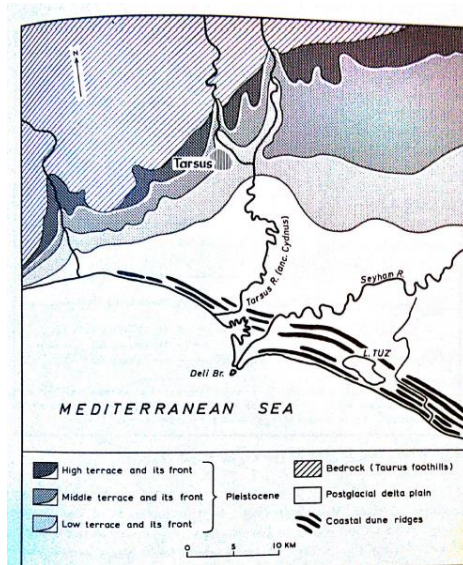 N
Tarsus
Tarsus R. (anc. Cydnus)
Seyhan R.
L. TUZ
Deli Br.
MEDITERRANEAN SEA
High terrace and its front
Middle terrace and its front
Low terrace and its front
Pleistocene
Bedrock (Taurus foothills)
Postglacial delta plain
Coastal dune ridges
0 5 10 KM